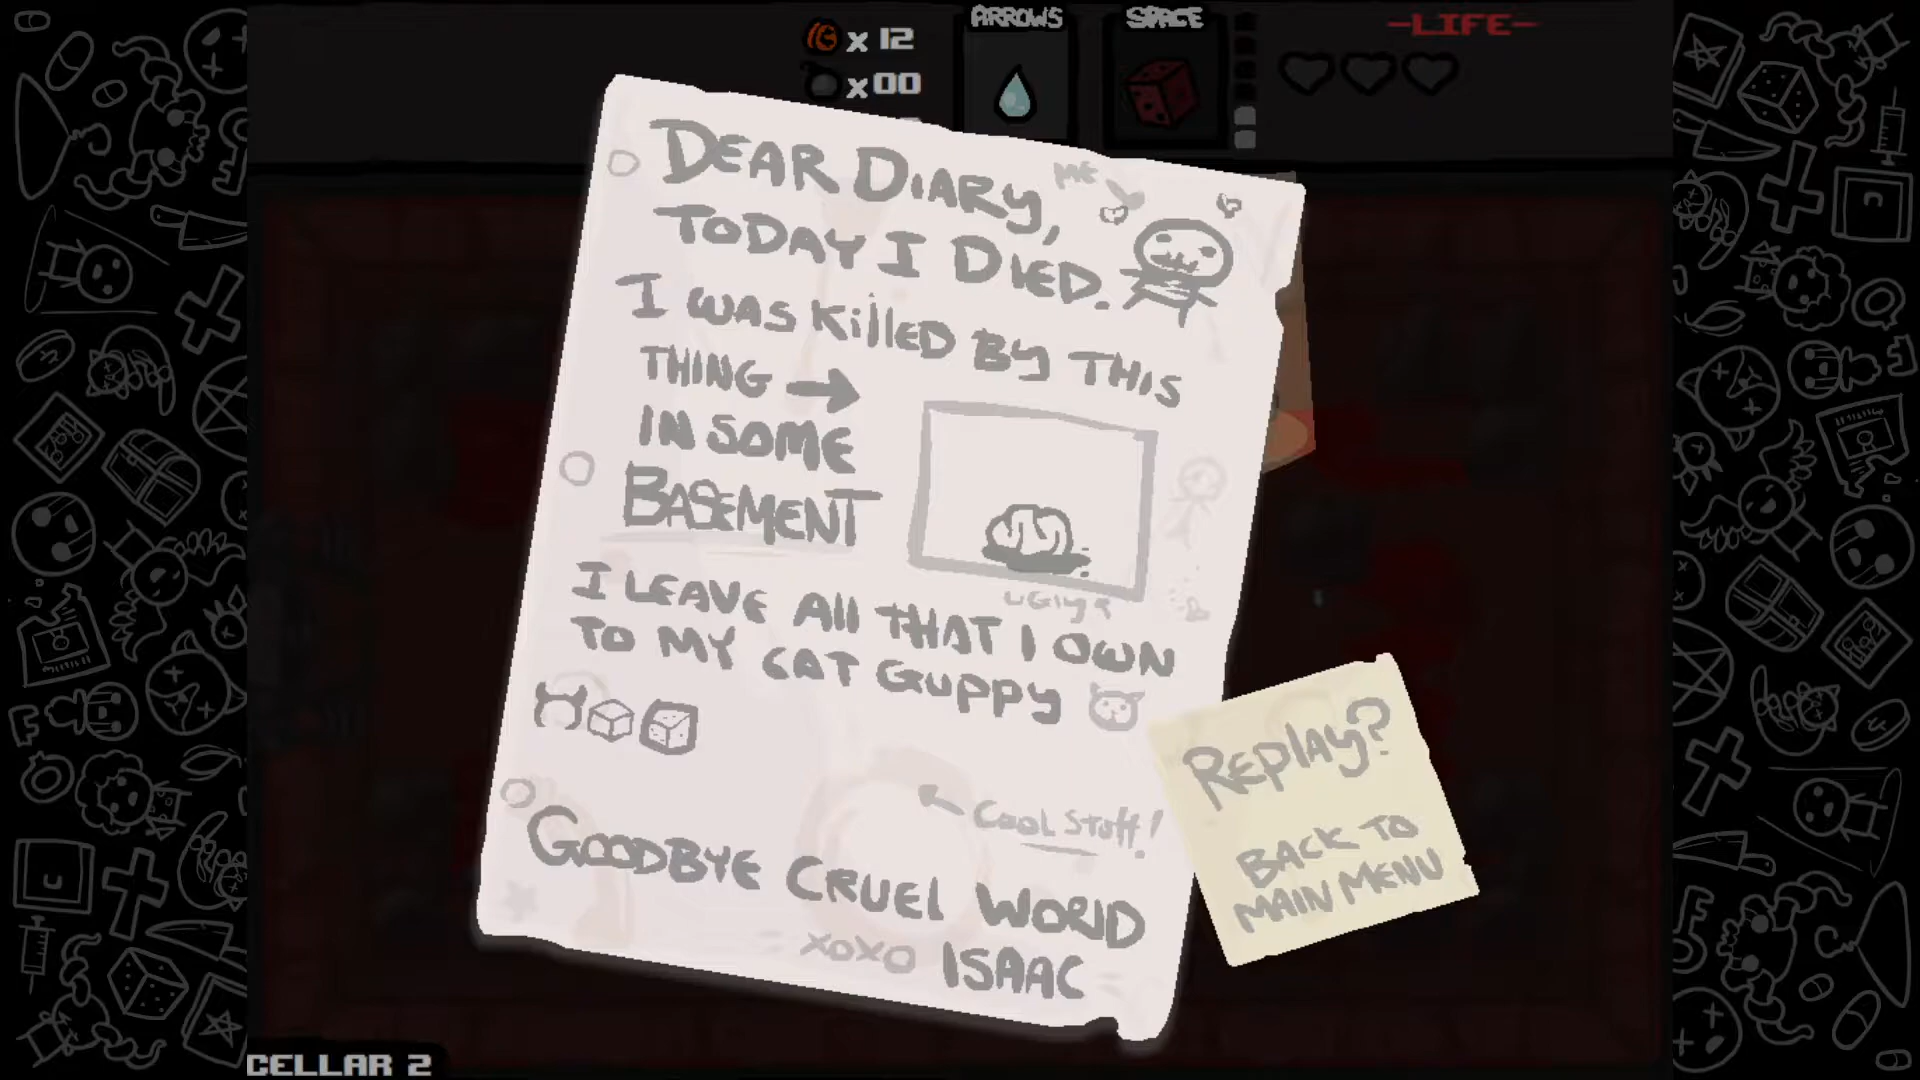 x 12
x 00
ARROWS
SPACE
-LIFE-
DEAR DIARY,
TODAY I DIED.
ME
I WAS KillED BY THIS
THING →
IN SOME
BASEMENT
UGLY
I LEAVE All THAT I OWN
TO MY CAT GUPPY
COOL STUFF!
GOODBYE CRUEL WORlD
XOXO ISAAC
REPlAY?
BACK TO
MAIN MENU
CELLAR 2